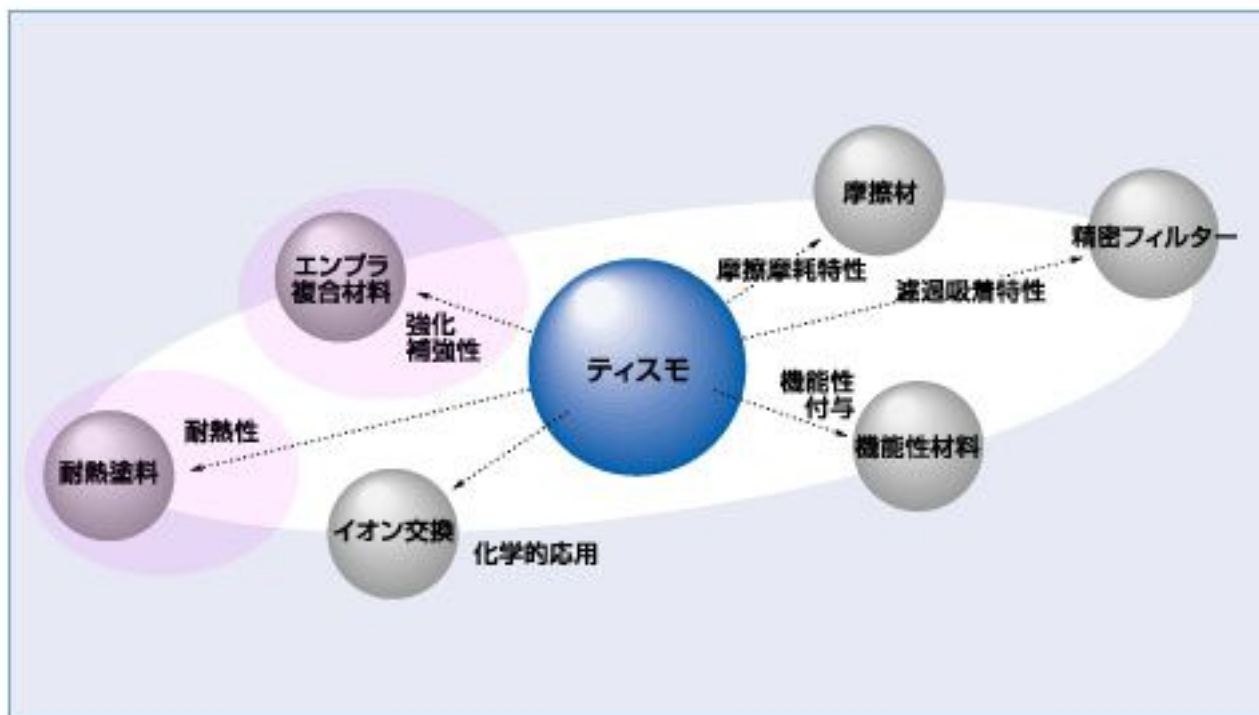 摩擦材
精密フィルター
エンプラ
複合材料
摩擦摩耗特性
濾過吸着特性
強化
補強性
ティスモ
機能性
付与
機能性材料
耐熱性
耐熱塗料
イオン交換
化学的応用